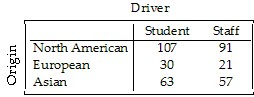 Driver
Student Staff
Origin
North American 107 91
European 30 21
Asian 63 57